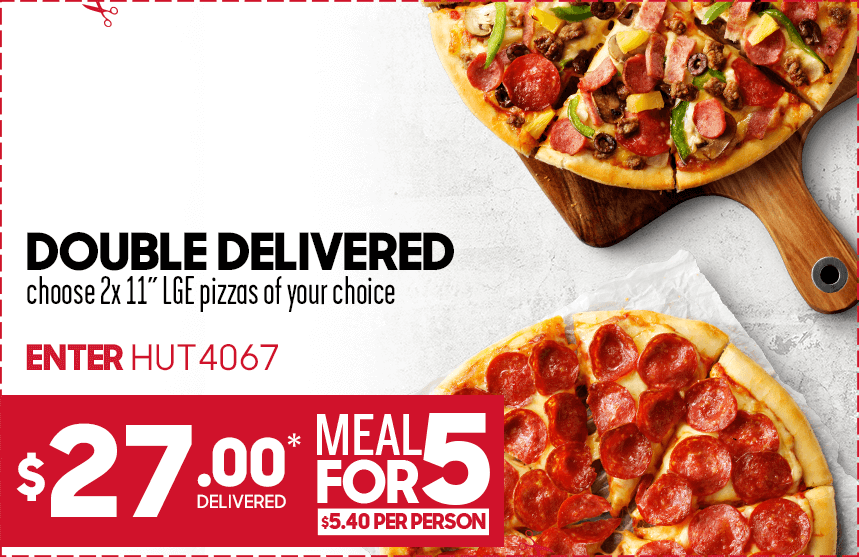 DOUBLE DELIVERED
choose 2x 11″ LGE pizzas of your choice
ENTER HUT4067
$27.00*
DELIVERED
MEAL
FOR 5
$5.40 PER PERSON